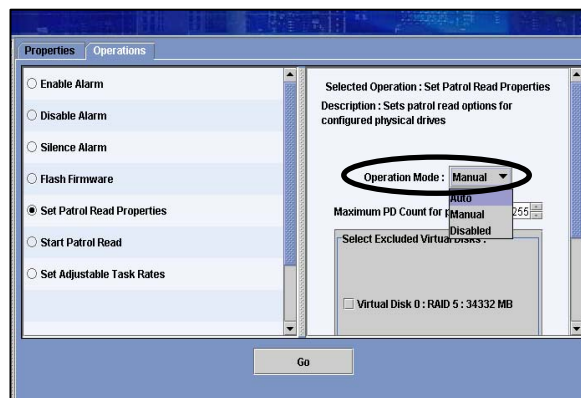 Properties
Operations
Enable Alarm
Disable Alarm
Silence Alarm
Flash Firmware
Set Patrol Read Properties
Start Patrol Read
Set Adjustable Task Rates
Selected Operation : Set Patrol Read Properties
Description : Sets patrol read options for
configured physical drives
Operation Mode : Manual
Auto
Manual
Disabled
Maximum PD Count for 255
Select Excluded Virtual Disks :
Virtual Disk 0 : RAID 5 : 34332 MB
Go